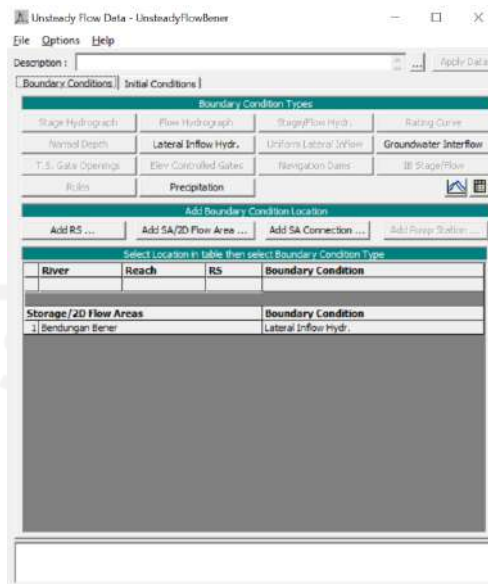 Unsteady Flow Data - UnsteadyFlowBener
File Options Help
Description : ... Apply Data
Boundary Conditions Initial Conditions
Boundary Condition Types
Stage Hydrograph Flow Hydrograph Stage/Flow Hydr. Rating Curve
Normal Depth Lateral Inflow Hydr. Uniform Lateral Inflow Groundwater Interflow
T.S. Gate Openings Elev Controlled Gates Navigation Dams IB Stage/Flow
Rules Precipitation
Add Boundary Condition Location
Add RS ... Add SA/2D Flow Area ... Add SA Connection ... Add Pump Station ...
Select Location in table then select Boundary Condition Type
River Reach RS Boundary Condition
Storage/2D Flow Areas Boundary Condition
1 Bendungan Bener Lateral Inflow Hydr.